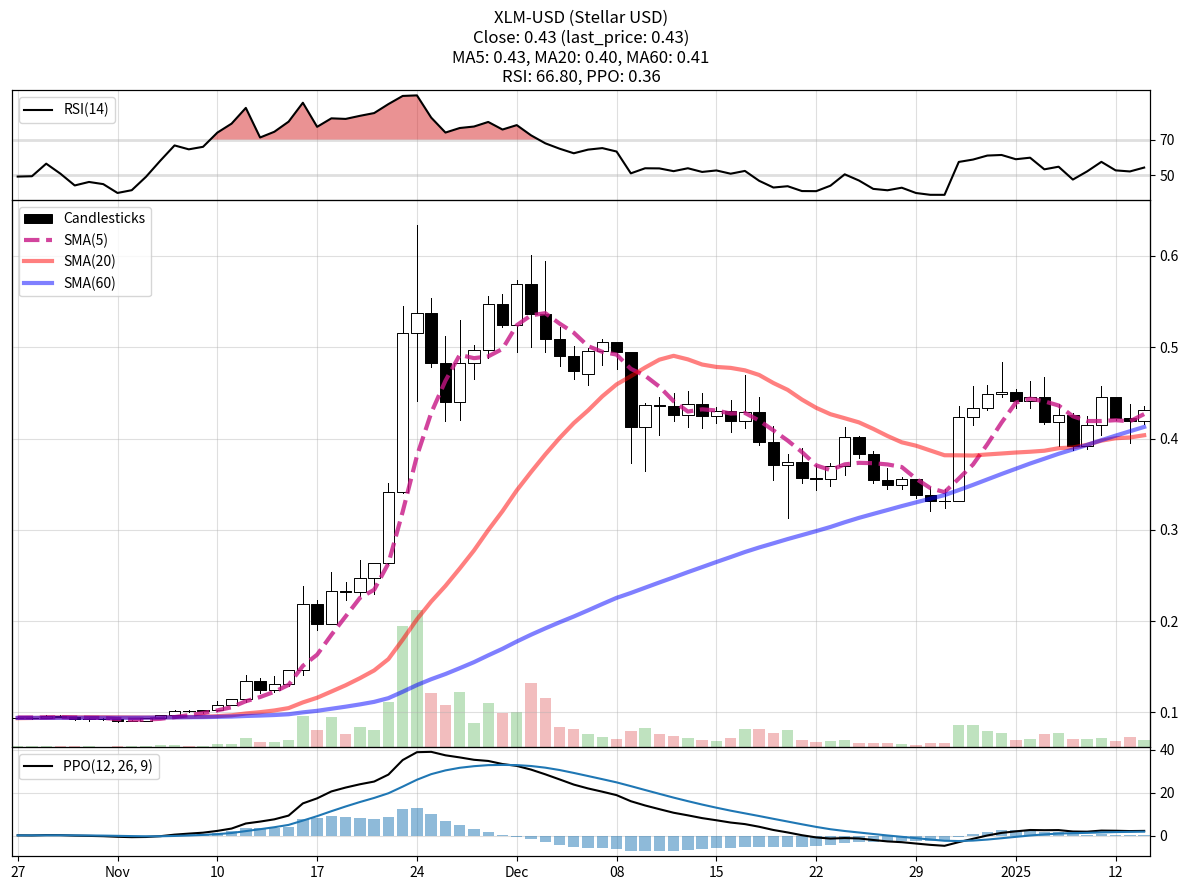 XLM-USD (Stellar USD)
Close: 0.43 (last_price: 0.43)
MA5: 0.43, MA20: 0.40, MA60: 0.41
RSI: 66.80, PPO: 0.36
RSI(14)
70
50
Candlesticks
SMA(5)
SMA(20)
SMA(60)
0.6
0.5
0.4
0.3
0.2
0.1
PPO(12, 26, 9)
40
20
0
27 Nov 10 17 24 Dec 08 15 22 29 2025 12